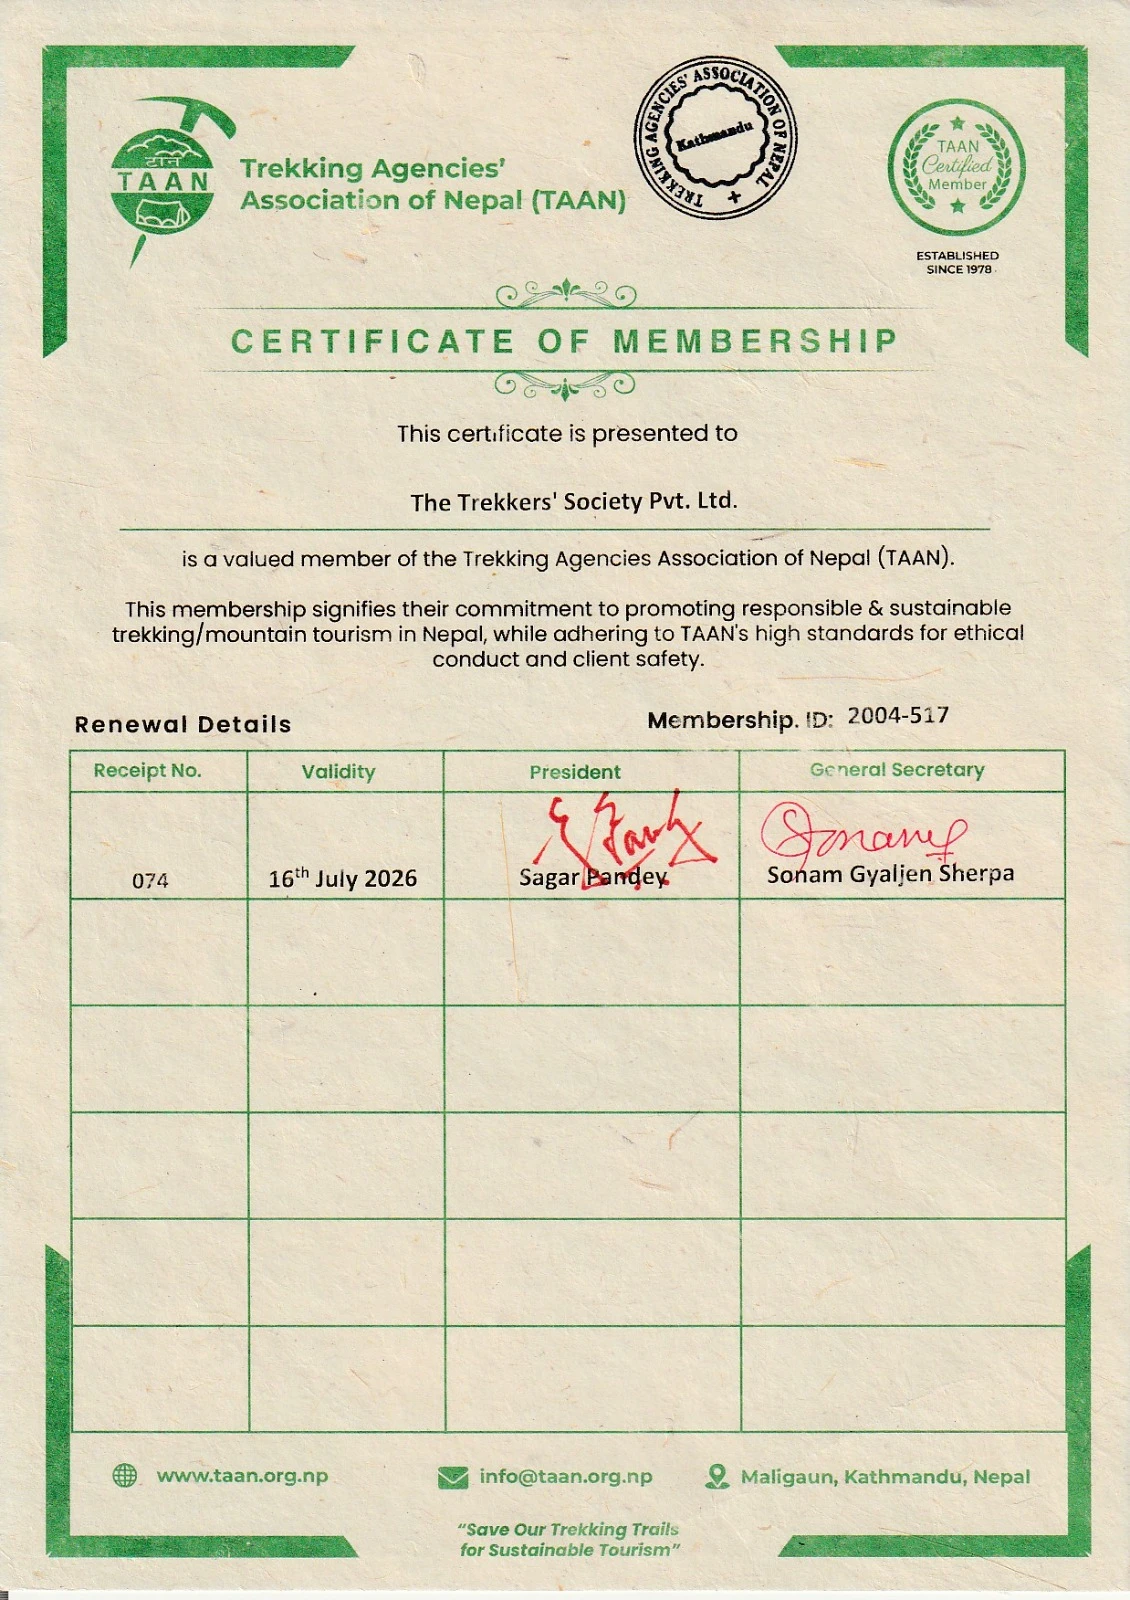 टान
TAAN
Trekking Agencies'
Association of Nepal (TAAN)
TREKKING AGENCIES' ASSOCIATION OF NEPAL
Kathmandu
TAAN
Certified
Member
ESTABLISHED
SINCE 1978
CERTIFICATE OF MEMBERSHIP
This certificate is presented to
The Trekkers' Society Pvt. Ltd.
is a valued member of the Trekking Agencies Association of Nepal (TAAN).
This membership signifies their commitment to promoting responsible & sustainable
trekking/mountain tourism in Nepal, while adhering to TAAN's high standards for ethical
conduct and client safety.
Renewal Details
Membership. ID: 2004-517
Receipt No. Validity President General Secretary
074 16th July 2026 Sagar Pandey Sonam Gyaljen Sherpa
www.taan.org.np info@taan.org.np Maligaun, Kathmandu, Nepal
"Save Our Trekking Trails
for Sustainable Tourism"